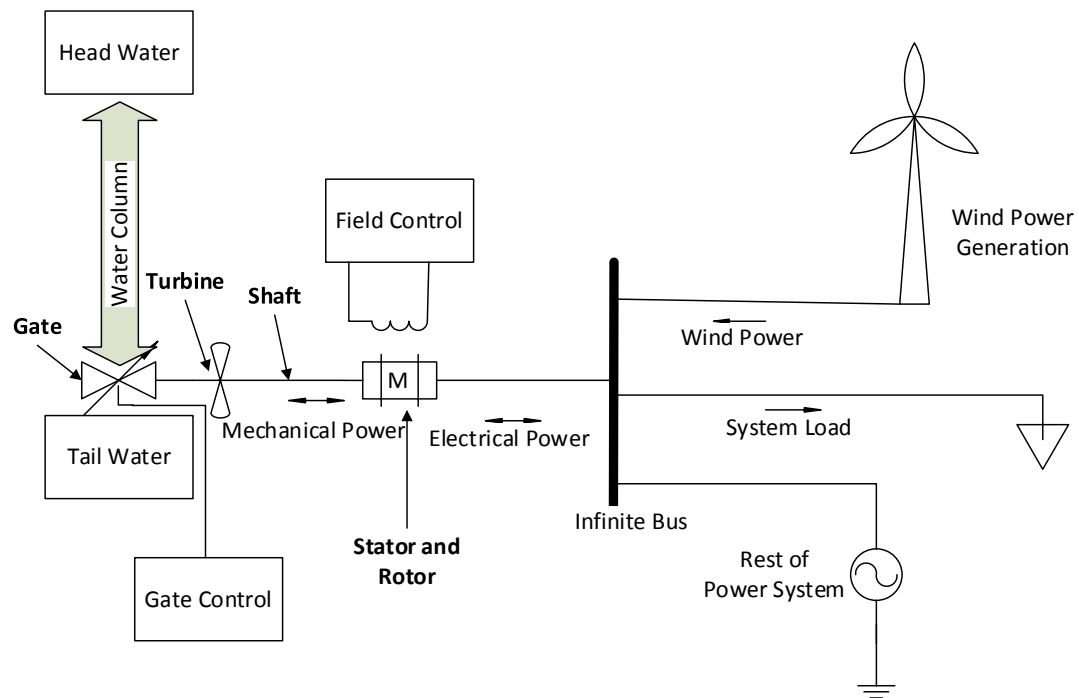 Head Water
Water Column
Field Control
Wind Power
Generation
Turbine
Shaft
Gate
Wind Power
M
Mechanical Power
Electrical Power
System Load
Tail Water
Infinite Bus
Stator and
Rotor
Rest of
Power System
Gate Control